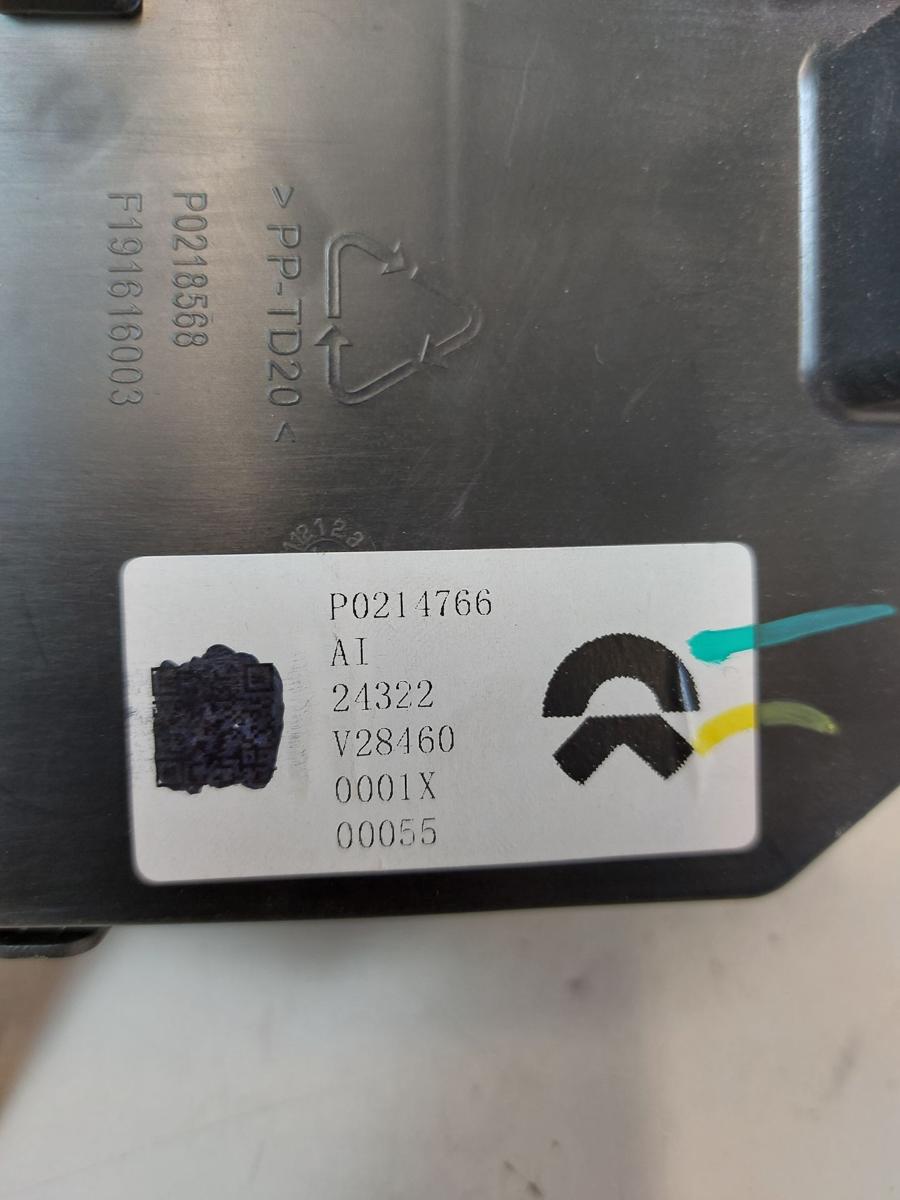 >PP-TD20<
P0218568
F191616003
P0214766
AI
24322
V28460
0001X
00055